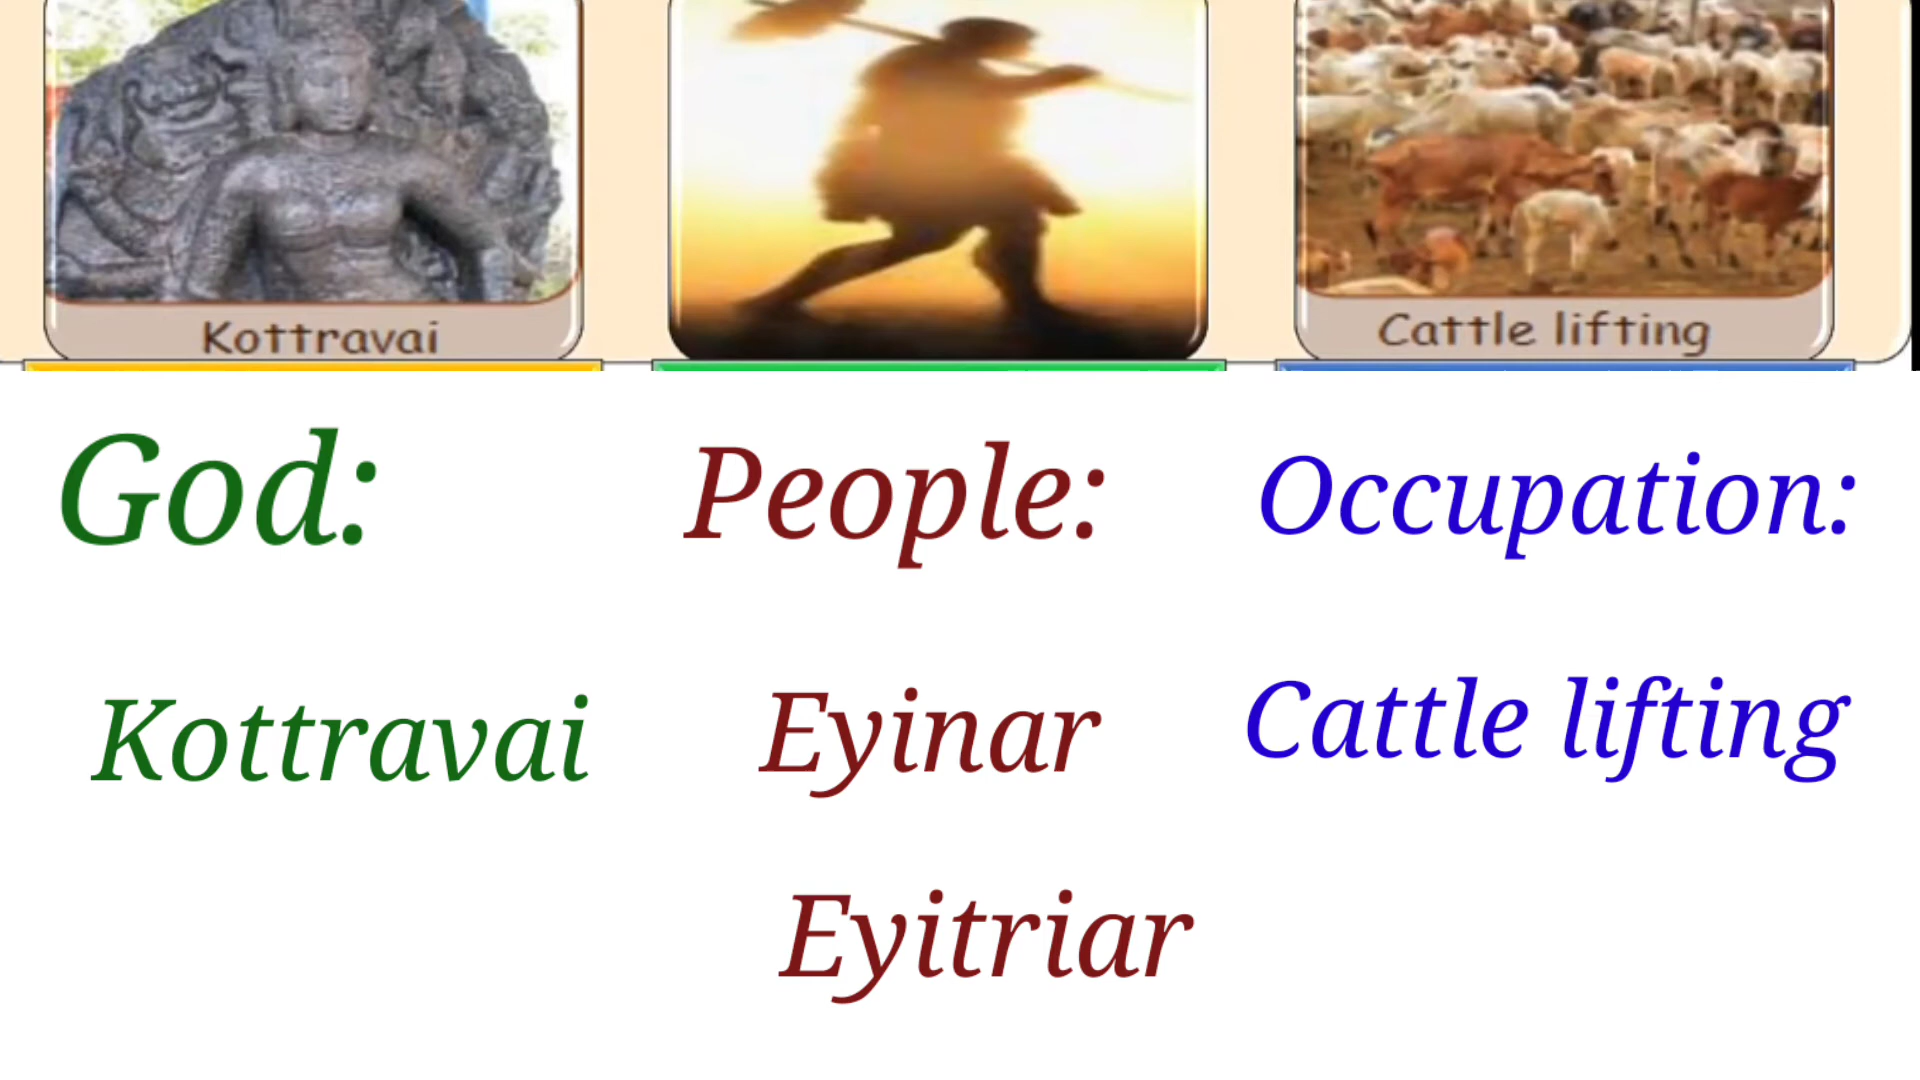 Kottravai
Cattle lifting
God:
People:
Occupation:
Kottravai
Eyinar
Cattle lifting
Eyitriar